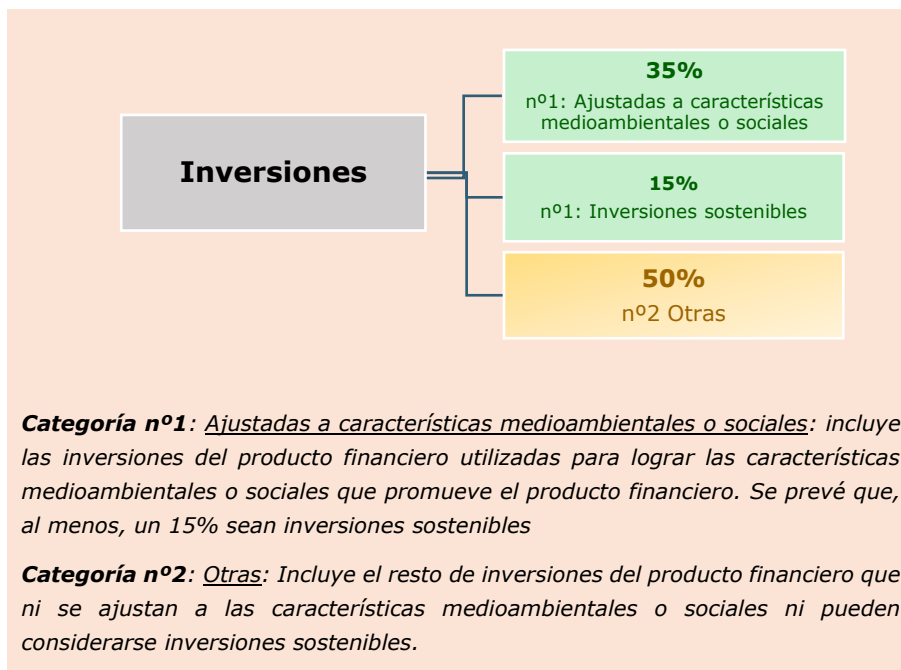 35%
nº1: Ajustadas a características
medioambientales o sociales
Inversiones
15%
nº1: Inversiones sostenibles
50%
nº2 Otras
Categoría nº1: Ajustadas a características medioambientales o sociales: incluye
las inversiones del producto financiero utilizadas para lograr las características
medioambientales o sociales que promueve el producto financiero. Se prevé que,
al menos, un 15% sean inversiones sostenibles
Categoría nº2: Otras: Incluye el resto de inversiones del producto financiero que
ni se ajustan a las características medioambientales o sociales ni pueden
considerarse inversiones sostenibles.